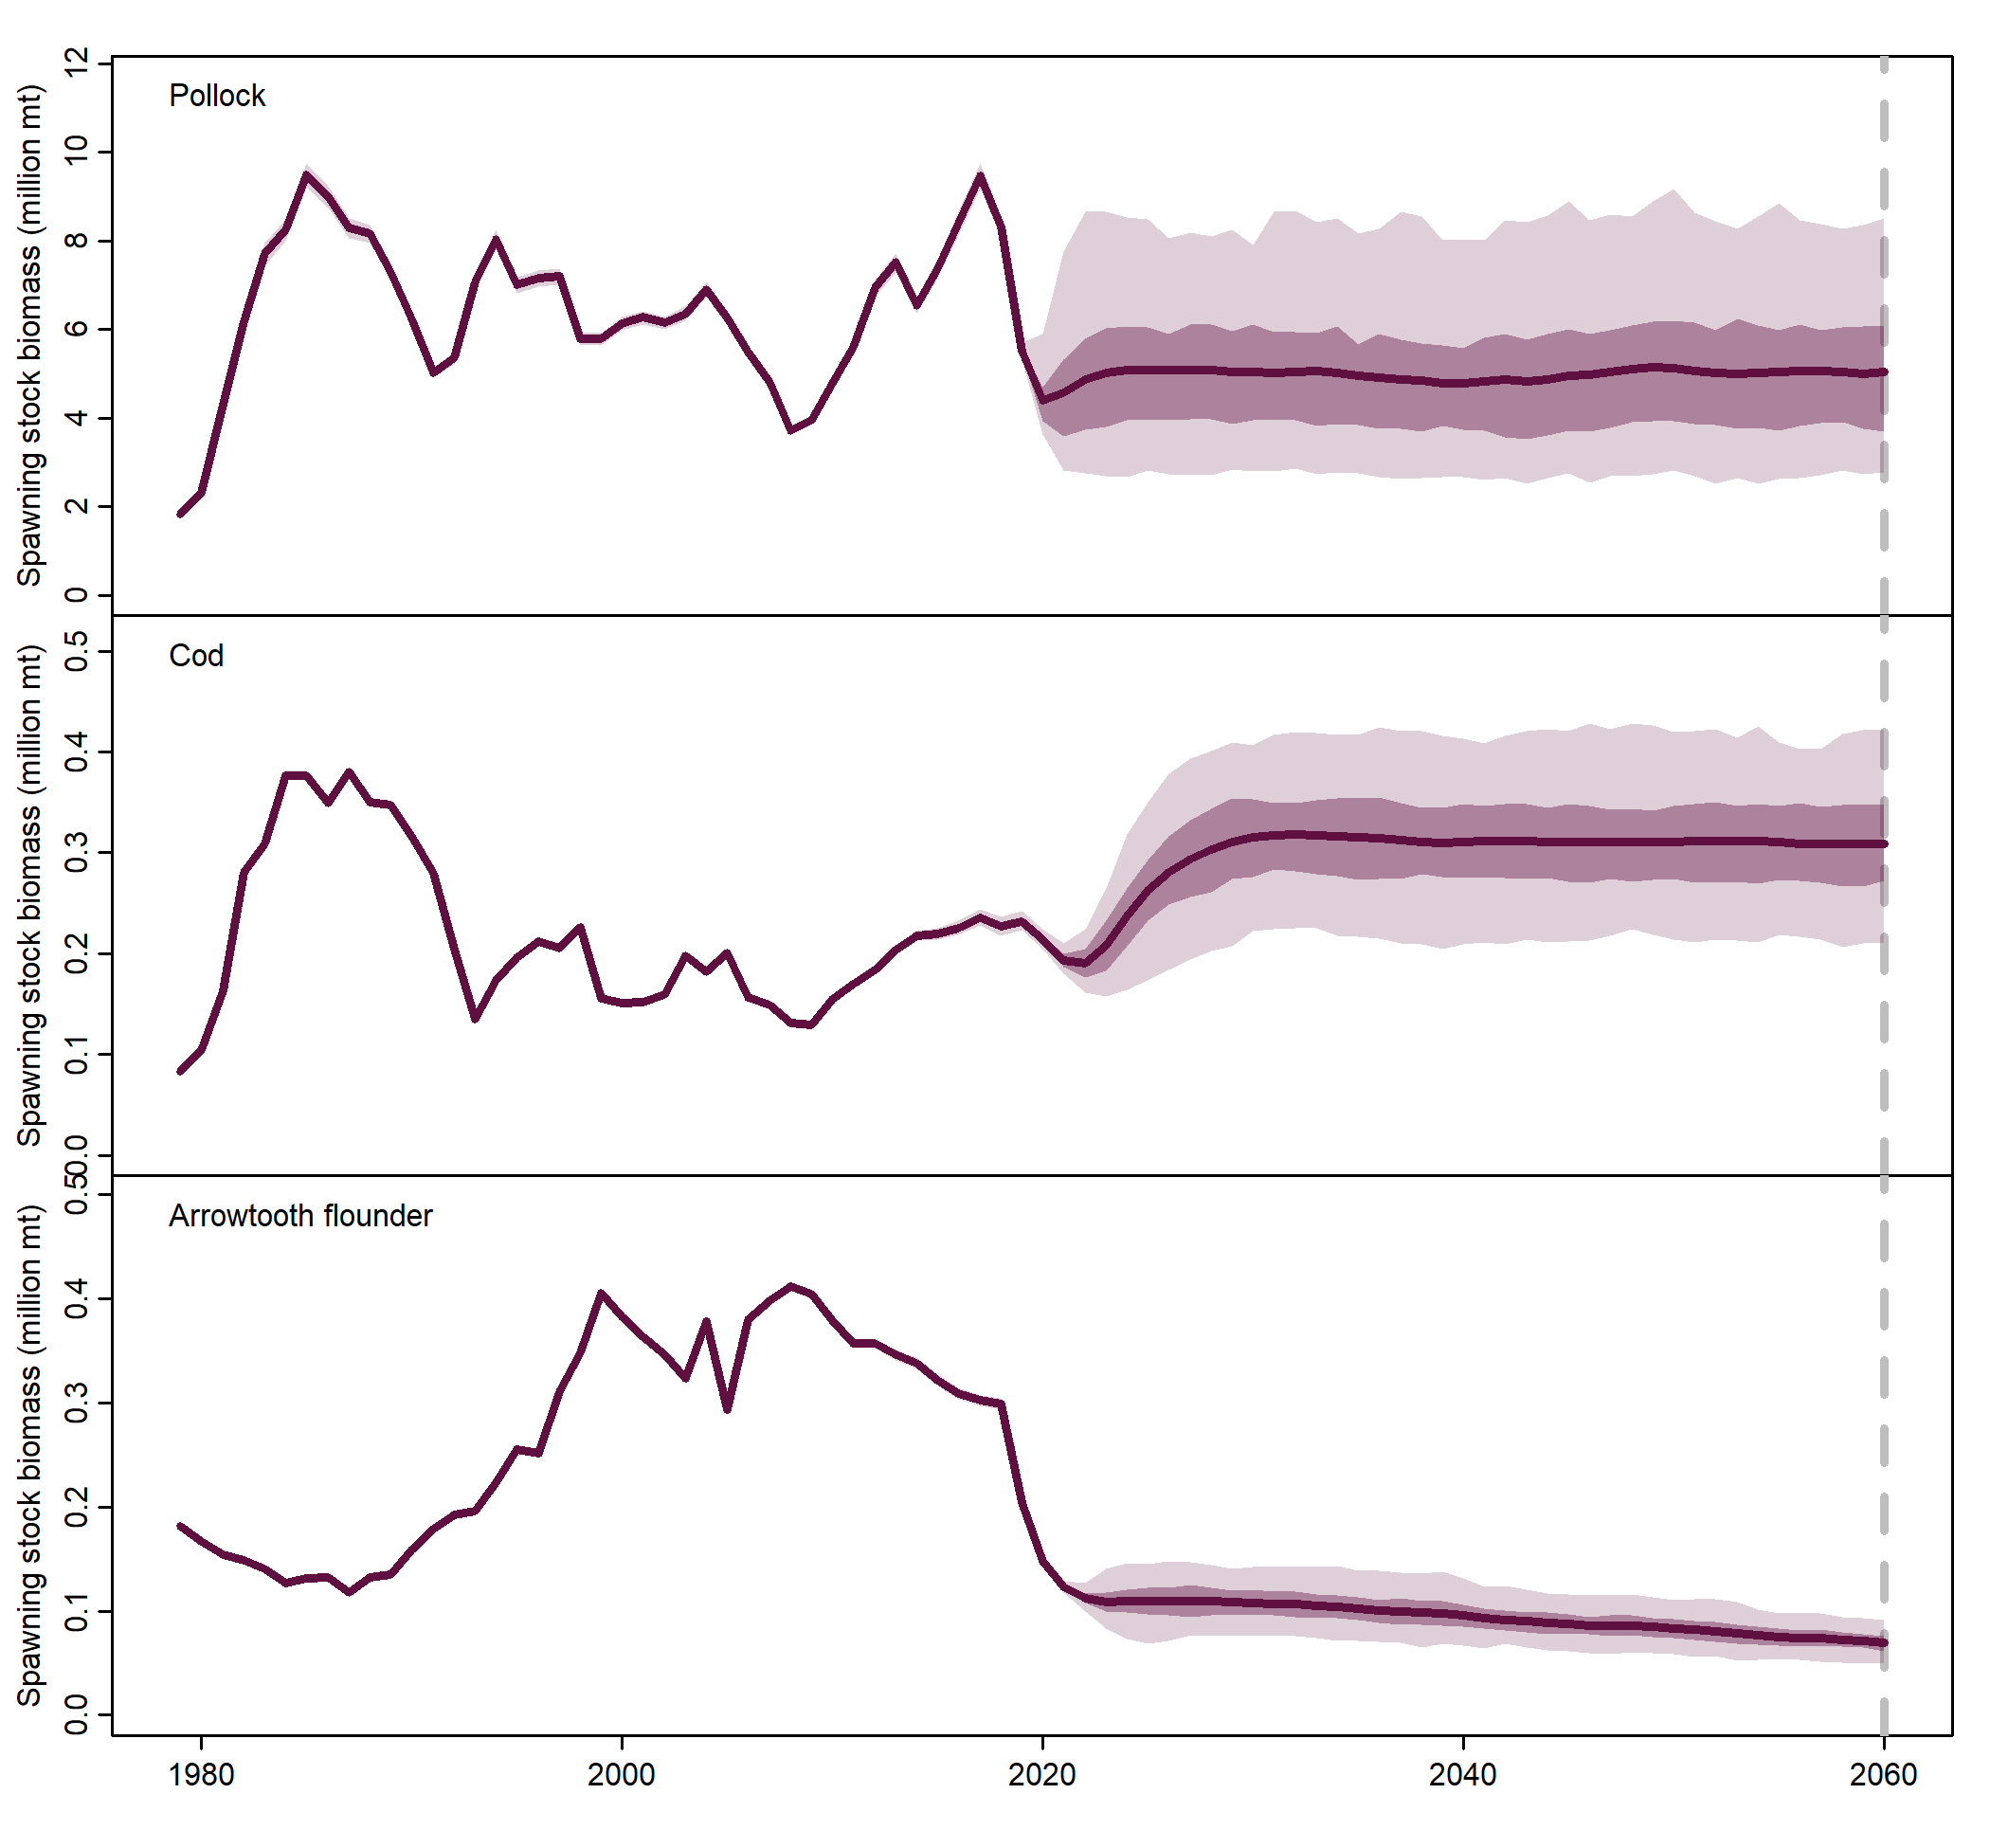 Pollock
Spawning stock biomass (million mt)
12
10
8
6
4
2
0
Cod
Spawning stock biomass (million mt)
0.5
0.4
0.3
0.2
0.1
0.0
Arrowtooth flounder
Spawning stock biomass (million mt)
0.5
0.4
0.3
0.2
0.1
0.0
1980 2000 2020 2040 2060